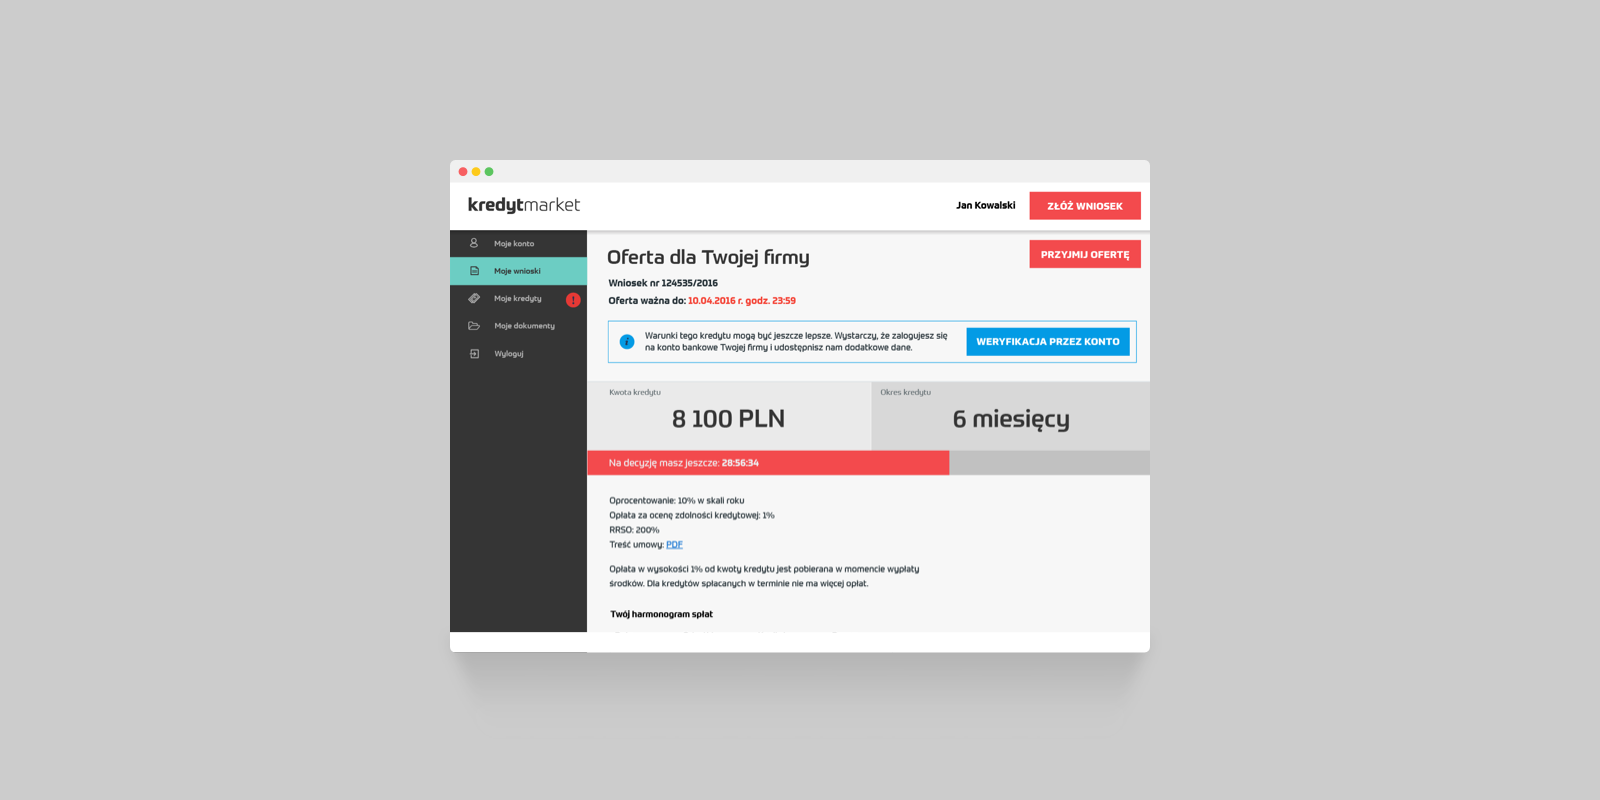 kredytmarket
Jan Kowalski
ZŁÓŻ WNIOSEK
Moje konto
Moje wnioski
Moje kredyty
!
Moje dokumenty
Wyloguj
Oferta dla Twojej firmy
PRZYJMIJ OFERTĘ
Wniosek nr 124535/2016
Oferta ważna do: 10.04.2016 r. godz. 23:59
i
Warunki tego kredytu mogą być jeszcze lepsze. Wystarczy, że zalogujesz się
na konto bankowe Twojej firmy i udostępnisz nam dodatkowe dane.
WERYFIKACJA PRZEZ KONTO
Kwota kredytu
8 100 PLN
Okres kredytu
6 miesięcy
Na decyzję masz jeszcze: 28:56:34
Oprocentowanie: 10% w skali roku
Opłata za ocenę zdolności kredytowej: 1%
RRSO: 200%
Treść umowy: PDF
Opłata w wysokości 1% od kwoty kredytu jest pobierana w momencie wypłaty
środków. Dla kredytów spłacanych w terminie nie ma więcej opłat.
Twój harmonogram spłat